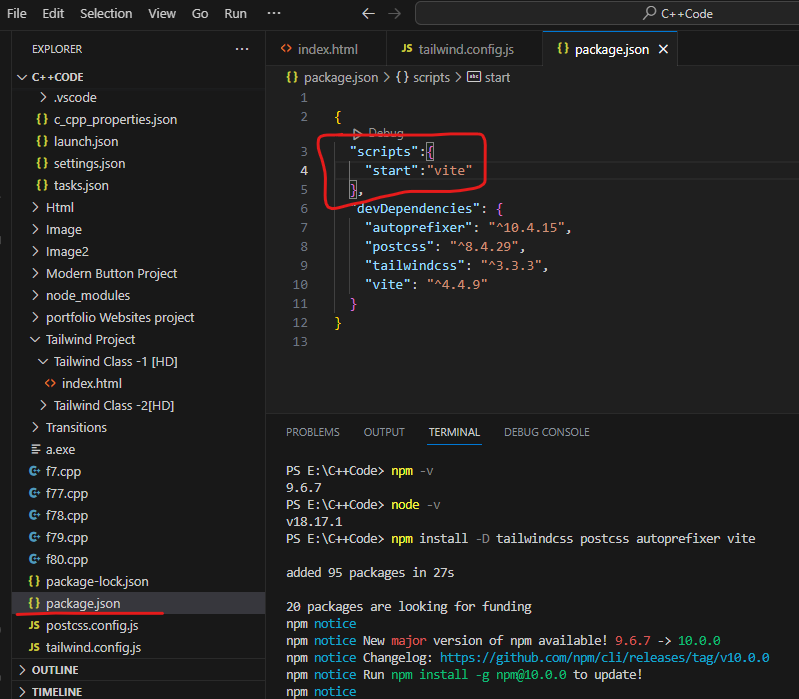 File Edit Selection View Go Run ···
C++Code
EXPLORER ···
C++CODE
.vscode
{} c_cpp_properties.json
{} launch.json
{} settings.json
{} tasks.json
Html
Image
Image2
Modern Button Project
node_modules
portfolio Websites project
Tailwind Project
Tailwind Class -1 [HD]
<> index.html
Tailwind Class -2[HD]
Transitions
a.exe
f7.cpp
f77.cpp
f78.cpp
f79.cpp
f80.cpp
{} package-lock.json
{} package.json
JS postcss.config.js
JS tailwind.config.js
OUTLINE
TIMELINE
<> index.html JS tailwind.config.js {} package.json
{} package.json > {} scripts > abc start
1
2 {
Debug
3 "scripts":{
4 "start":"vite"
5 },
6 "devDependencies": {
7 "autoprefixer": "^10.4.15",
8 "postcss": "^8.4.29",
9 "tailwindcss": "^3.3.3",
10 "vite": "^4.4.9"
11 }
12 }
13
PROBLEMS OUTPUT TERMINAL DEBUG CONSOLE
PS E:\C++Code> npm -v
9.6.7
PS E:\C++Code> node -v
v18.17.1
PS E:\C++Code> npm install -D tailwindcss postcss autoprefixer vite
added 95 packages in 27s
20 packages are looking for funding
npm notice
npm notice New major version of npm available! 9.6.7 -> 10.0.0
npm notice Changelog: https://github.com/npm/cli/releases/tag/v10.0.0
npm notice Run npm install -g npm@10.0.0 to update!
npm notice